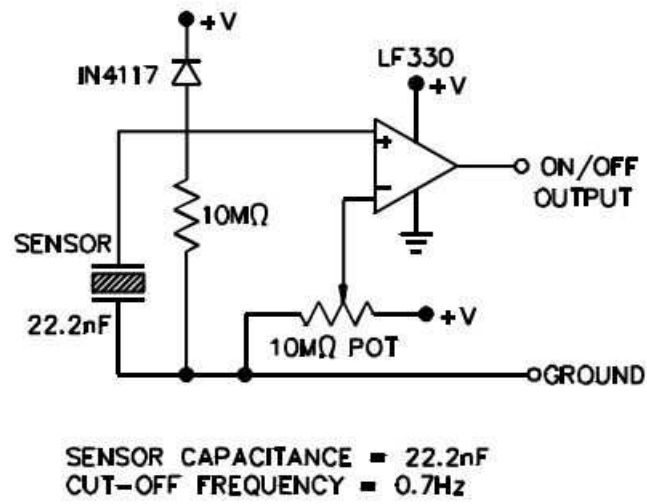 +V
IN4117
LF330
+V
+
-
ON/OFF
OUTPUT
10MΩ
SENSOR
22.2nF
+V
10MΩ POT
GROUND
SENSOR CAPACITANCE = 22.2nF
CUT-OFF FREQUENCY = 0.7Hz